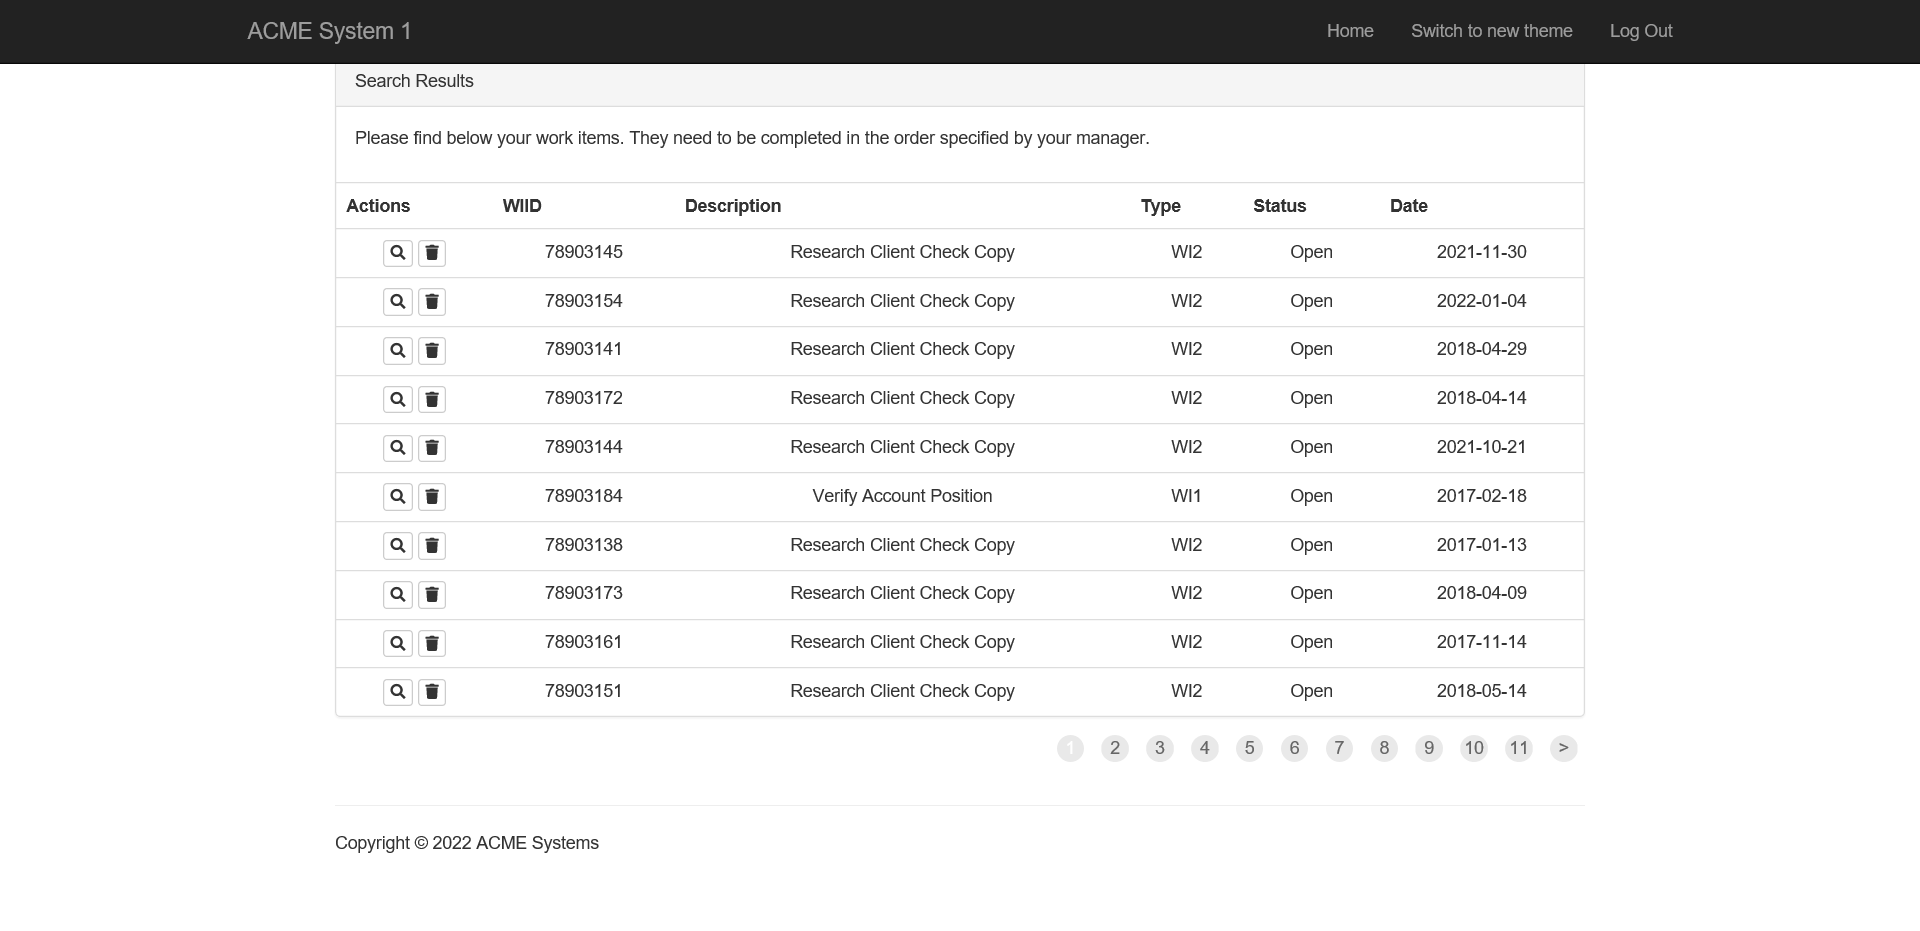 ACME System 1 Home Switch to new theme Log Out
Search Results
Please find below your work items. They need to be completed in the order specified by your manager.
Actions WIID Description Type Status Date
78903145 Research Client Check Copy WI2 Open 2021-11-30
78903154 Research Client Check Copy WI2 Open 2022-01-04
78903141 Research Client Check Copy WI2 Open 2018-04-29
78903172 Research Client Check Copy WI2 Open 2018-04-14
78903144 Research Client Check Copy WI2 Open 2021-10-21
78903184 Verify Account Position WI1 Open 2017-02-18
78903138 Research Client Check Copy WI2 Open 2017-01-13
78903173 Research Client Check Copy WI2 Open 2018-04-09
78903161 Research Client Check Copy WI2 Open 2017-11-14
78903151 Research Client Check Copy WI2 Open 2018-05-14
1 2 3 4 5 6 7 8 9 10 11 >
Copyright © 2022 ACME Systems